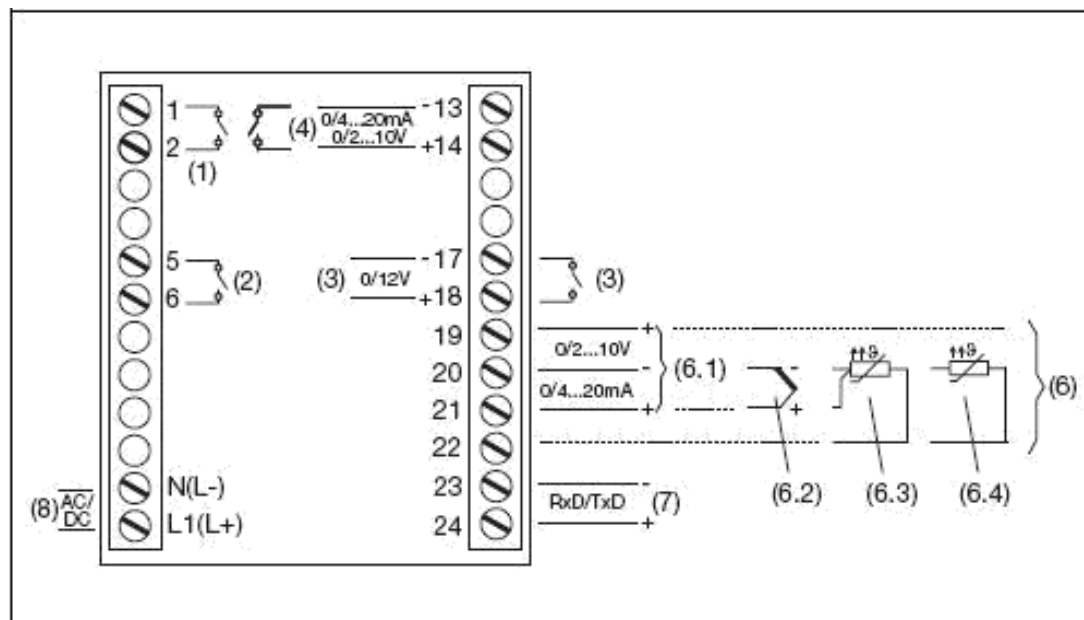 1 (4) 0/4...20mA - 13
2 0/2...10V + 14
(1)
5 (2) (3) 0/12V - 17 (3)
6 + 18
19 0/2...10V +
20 - (6.1) - ↑↑ϑ ↑↑ϑ (6)
21 0/4...20mA + +
22
(6.2) (6.3) (6.4)
(8) AC/DC N(L-) 23 RxD/TxD - (7)
L1(L+) 24 +